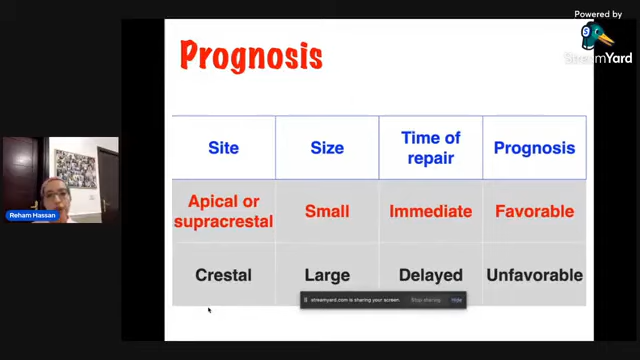 Powered by
StreamYard
Prognosis
Site
Size
Time of
repair
Prognosis
Apical or
supracrestal
Small
Immediate
Favorable
Crestal
Large
Delayed
Unfavorable
Reham Hassan
streamyard.com is sharing your screen.
Stop sharing
Hide